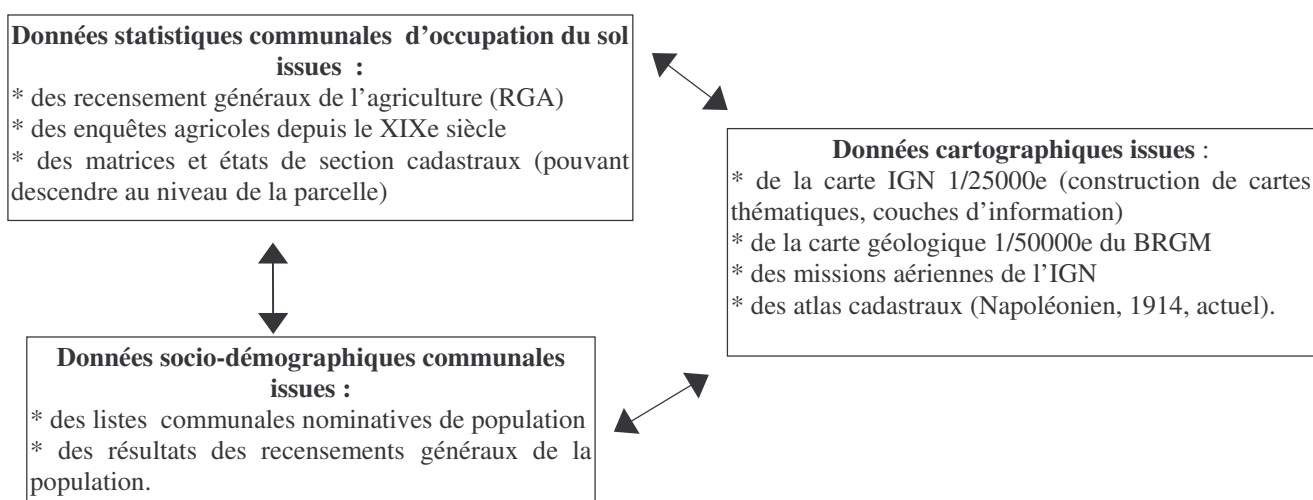 Données statistiques communales d’occupation du sol
issues :
* des recensement généraux de l’agriculture (RGA)
* des enquêtes agricoles depuis le XIXe siècle
* des matrices et états de section cadastraux (pouvant
descendre au niveau de la parcelle)
Données cartographiques issues :
* de la carte IGN 1/25000e (construction de cartes
thématiques, couches d’information)
* de la carte géologique 1/50000e du BRGM
* des missions aériennes de l’IGN
* des atlas cadastraux (Napoléonien, 1914, actuel).
Données socio-démographiques communales
issues :
* des listes communales nominatives de population
* des résultats des recensements généraux de la
population.